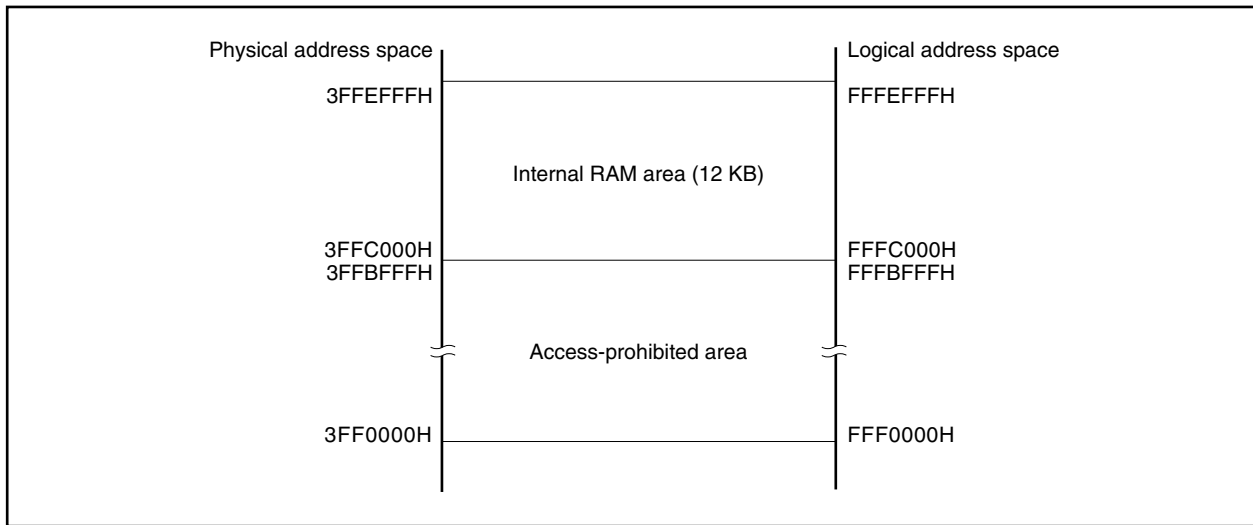 Physical address space Logical address space
3FFEFFFH FFFEFFFH
Internal RAM area (12 KB)
3FFC000H FFFC000H
3FFBFFFH FFFBFFFH
Access-prohibited area
3FF0000H FFF0000H